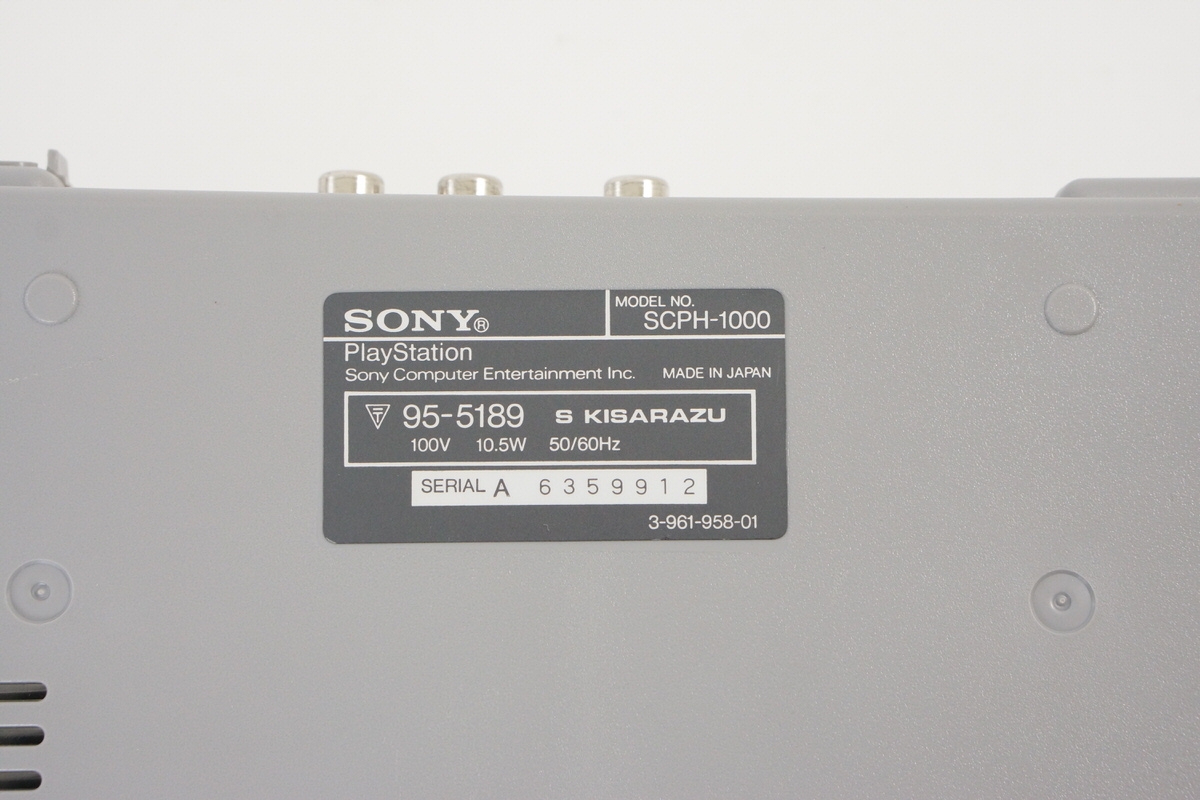 SONY®
MODEL NO.
SCPH-1000
PlayStation
Sony Computer Entertainment Inc. MADE IN JAPAN
T 95-5189 S KISARAZU
100V 10.5W 50/60Hz
SERIAL A 6359912
3-961-958-01